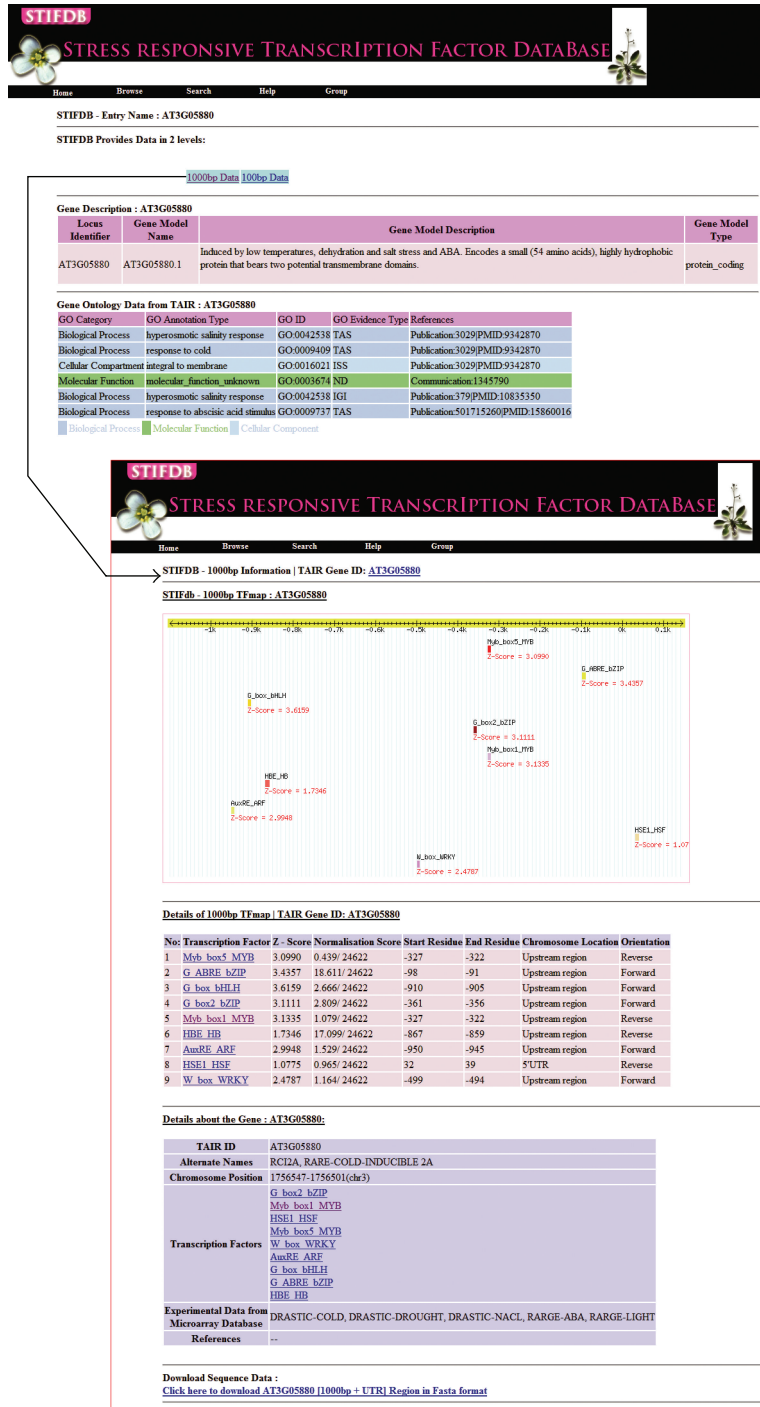 STIFDB
STRESS RESPONSIVE TRANSCRIPTION FACTOR DATABASE
Home Browse Search Help Group
STIFDB - Entry Name : AT3G05880
STIFDB Provides Data in 2 levels:
1000bp Data 100bp Data
Gene Description : AT3G05880
Locus Identifier Gene Model Name Gene Model Description Gene Model Type
AT3G05880 AT3G05880.1 Induced by low temperatures, dehydration and salt stress and ABA. Encodes a small (54 amino acids), highly hydrophobic protein that bears two potential transmembrane domains. protein_coding
Gene Ontology Data from TAIR : AT3G05880
GO Category GO Annotation Type GO ID GO Evidence Type References
Biological Process hyperosmotic salinity response GO:0042538 TAS Publication:3029|PMID:9342870
Biological Process response to cold GO:0009409 TAS Publication:3029|PMID:9342870
Cellular Compartment integral to membrane GO:0016021 ISS Publication:3029|PMID:9342870
Molecular Function molecular_function_unknown GO:0003674 ND Communication:1345790
Biological Process hyperosmotic salinity response GO:0042538 IGI Publication:379|PMID:10835350
Biological Process response to abscisic acid stimulus GO:0009737 TAS Publication:501715260|PMID:15860016
Biological Process Molecular Function Cellular Component
STIFDB
STRESS RESPONSIVE TRANSCRIPTION FACTOR DATABASE
Home Browse Search Help Group
STIFDB - 1000bp Information | TAIR Gene ID: AT3G05880
STIFdb - 1000bp TFmap : AT3G05880
-1k -0.9k -0.8k -0.7k -0.6k -0.5k -0.4k -0.3k -0.2k -0.1k 0k 0.1k
Myb_box5_MYB
Z-Score = 3.0990
G_ABRE_bZIP
Z-Score = 3.4357
G_box_bHLH
Z-Score = 3.6159
G_box2_bZIP
Z-Score = 3.1111
Myb_box1_MYB
Z-Score = 3.1335
HBE_HB
Z-Score = 1.7346
AuxRE_ARF
Z-Score = 2.9948
HSE1_HSF
Z-Score = 1.07
W_box_WRKY
Z-Score = 2.4787
Details of 1000bp TFmap | TAIR Gene ID: AT3G05880
No: Transcription Factor Z - Score Normalisation Score Start Residue End Residue Chromosome Location Orientation
1 Myb_box5_MYB 3.0990 0.439/ 24622 -327 -322 Upstream region Reverse
2 G_ABRE_bZIP 3.4357 18.611/ 24622 -98 -91 Upstream region Forward
3 G_box_bHLH 3.6159 2.666/ 24622 -910 -905 Upstream region Forward
4 G_box2_bZIP 3.1111 2.809/ 24622 -361 -356 Upstream region Forward
5 Myb_box1_MYB 3.1335 1.079/ 24622 -327 -322 Upstream region Reverse
6 HBE_HB 1.7346 17.099/ 24622 -867 -859 Upstream region Reverse
7 AuxRE_ARF 2.9948 1.529/ 24622 -950 -945 Upstream region Forward
8 HSE1_HSF 1.0775 0.965/ 24622 32 39 5'UTR Reverse
9 W_box_WRKY 2.4787 1.164/ 24622 -499 -494 Upstream region Forward
Details about the Gene : AT3G05880:
TAIR ID AT3G05880
Alternate Names RCI2A, RARE-COLD-INDUCIBLE 2A
Chromosome Position 1756547-1756501(chr3)
Transcription Factors
G_box2_bZIP
Myb_box1_MYB
HSE1_HSF
Myb_box5_MYB
W_box_WRKY
AuxRE_ARF
G_box_bHLH
G_ABRE_bZIP
HBE_HB
Experimental Data from Microarray Database DRASTIC-COLD, DRASTIC-DROUGHT, DRASTIC-NACL, RARGE-ABA, RARGE-LIGHT
References --
Download Sequence Data :
Click here to download AT3G05880 [1000bp + UTR] Region in Fasta format